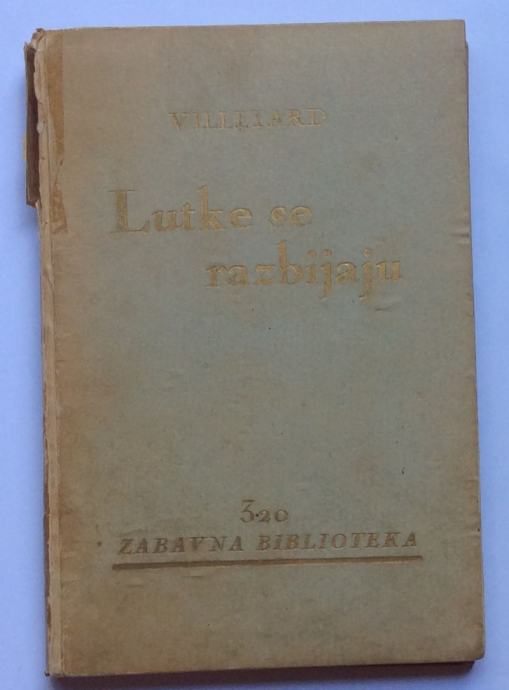 VILLETARD
Lutke se
razbijaju
320
ZABAVNA BIBLIOTEKA